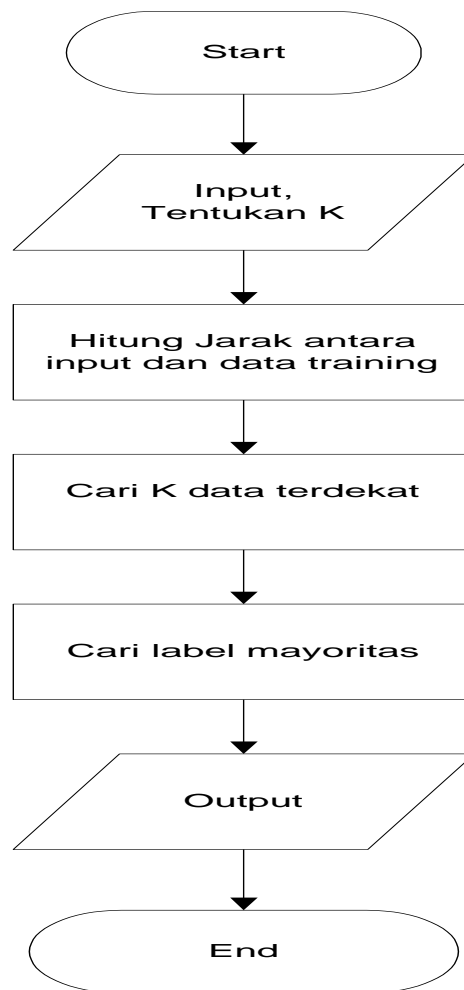 Start
Input,
Tentukan K
Hitung Jarak antara
input dan data training
Cari K data terdekat
Cari label mayoritas
Output
End